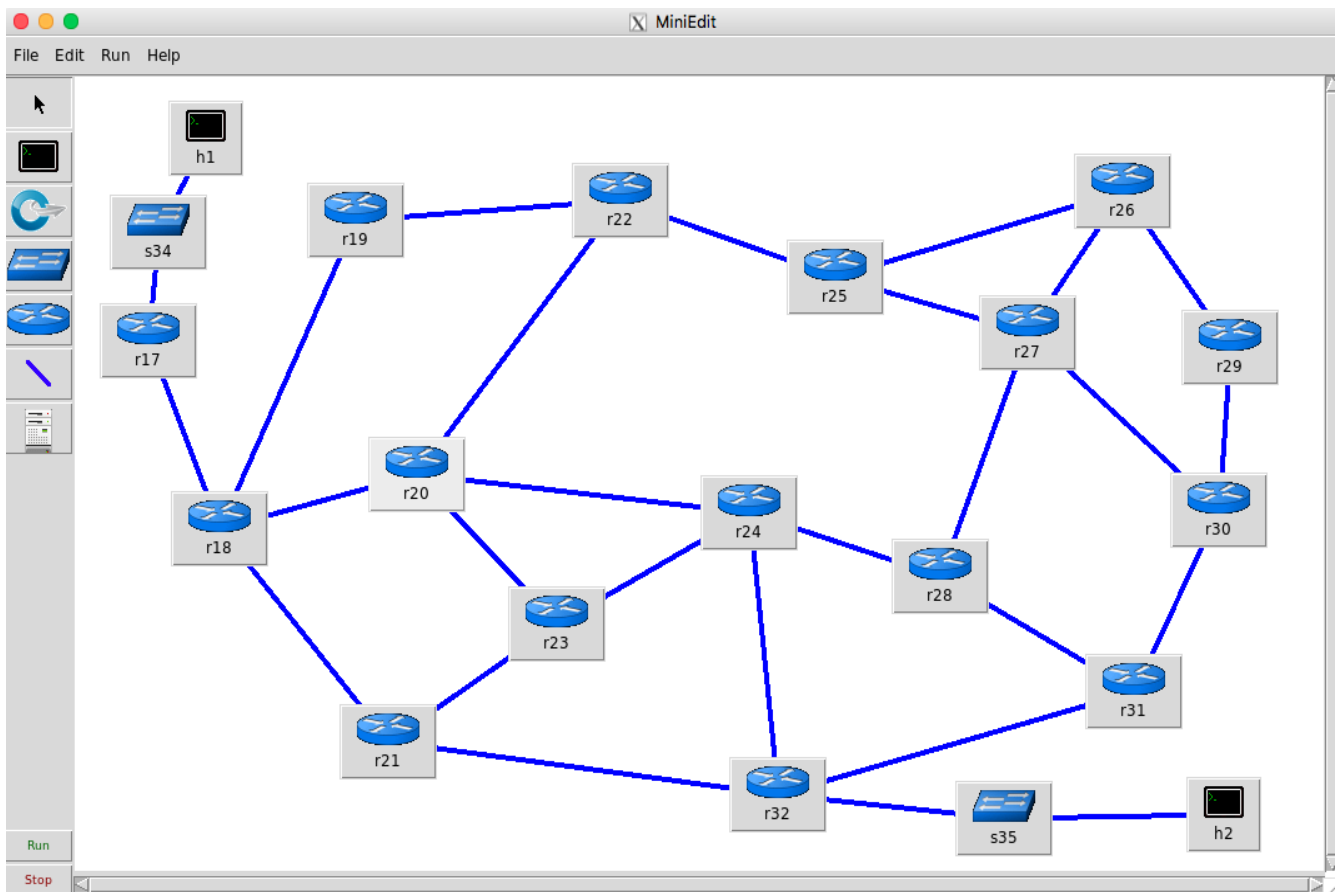 MiniEdit
File Edit Run Help
h1
s34
r17
r19
r22
r26
r25
r27
r29
r20
r18
r24
r30
r28
r23
r31
r21
r32
s35
h2
Run
Stop